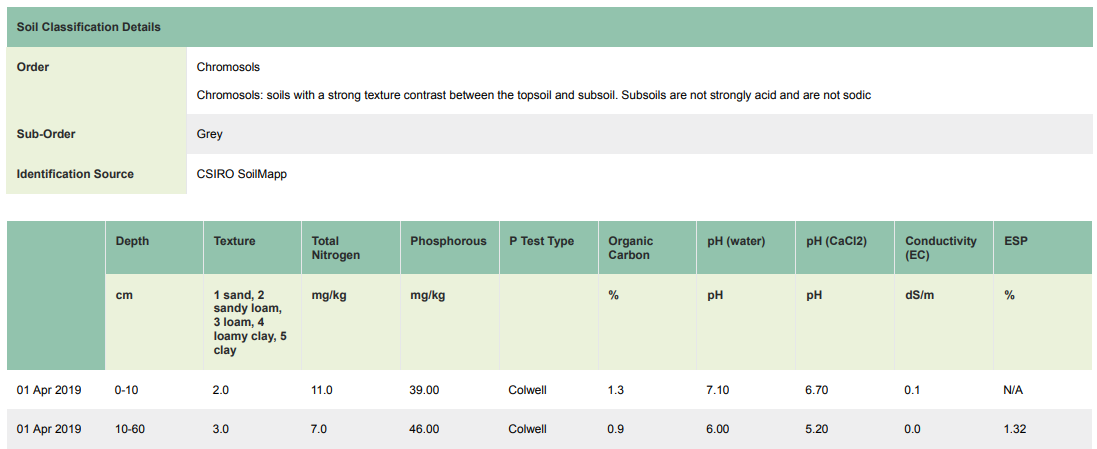 Soil Classification Details
Order Chromosols
Chromosols: soils with a strong texture contrast between the topsoil and subsoil. Subsoils are not strongly acid and are not sodic
Sub-Order Grey
Identification Source CSIRO SoilMapp
Depth Texture Total Nitrogen Phosphorous P Test Type Organic Carbon pH (water) pH (CaCl2) Conductivity (EC) ESP
cm 1 sand, 2 sandy loam, 3 loam, 4 loamy clay, 5 clay mg/kg mg/kg % pH pH dS/m %
01 Apr 2019 0-10 2.0 11.0 39.00 Colwell 1.3 7.10 6.70 0.1 N/A
01 Apr 2019 10-60 3.0 7.0 46.00 Colwell 0.9 6.00 5.20 0.0 1.32